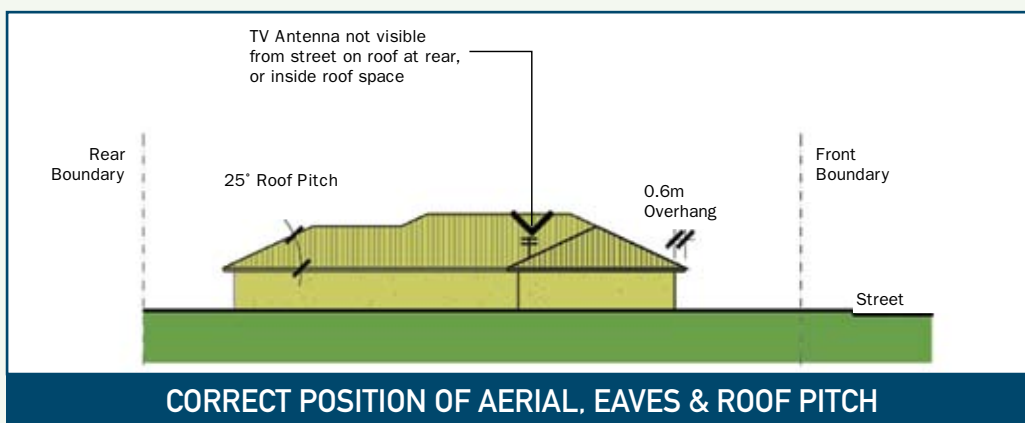 TV Antenna not visible
from street on roof at rear,
or inside roof space
Rear
Boundary
25° Roof Pitch
0.6m
Overhang
Front
Boundary
Street
CORRECT POSITION OF AERIAL, EAVES & ROOF PITCH